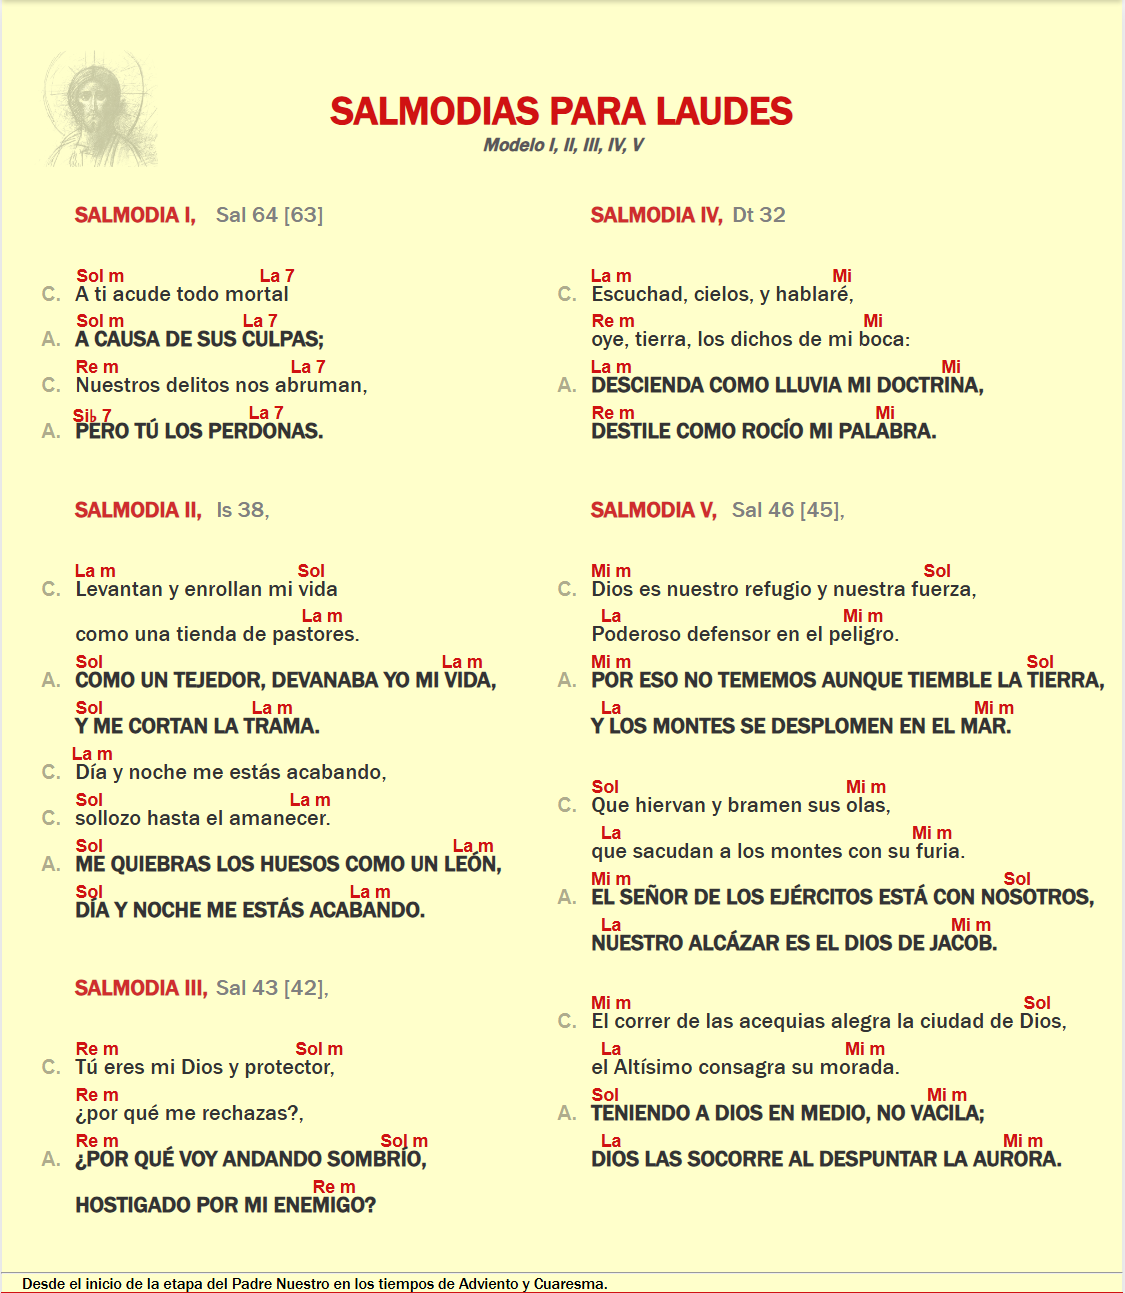 SALMODIAS PARA LAUDES
Modelo I, II, III, IV, V
SALMODIA I, Sal 64 [63]
Sol m La 7
C. A ti acude todo mortal
Sol m La 7
A. A CAUSA DE SUS CULPAS;
Re m La 7
C. Nuestros delitos nos abruman,
Si♭ 7 La 7
A. PERO TÚ LOS PERDONAS.
SALMODIA II, Is 38,
La m Sol
C. Levantan y enrollan mi vida
La m
como una tienda de pastores.
Sol La m
A. COMO UN TEJEDOR, DEVANABA YO MI VIDA,
Sol La m
Y ME CORTAN LA TRAMA.
La m
C. Día y noche me estás acabando,
Sol La m
C. sollozo hasta el amanecer.
Sol La m
A. ME QUIEBRAS LOS HUESOS COMO UN LEÓN,
Sol La m
DÍA Y NOCHE ME ESTÁS ACABANDO.
SALMODIA III, Sal 43 [42],
Re m Sol m
C. Tú eres mi Dios y protector,
Re m
¿por qué me rechazas?,
Re m Sol m
A. ¿POR QUÉ VOY ANDANDO SOMBRÍO,
Re m
HOSTIGADO POR MI ENEMIGO?
SALMODIA IV, Dt 32
La m Mi
C. Escuchad, cielos, y hablaré,
Re m Mi
oye, tierra, los dichos de mi boca:
La m Mi
A. DESCIENDA COMO LLUVIA MI DOCTRINA,
Re m Mi
DESTILE COMO ROCÍO MI PALABRA.
SALMODIA V, Sal 46 [45],
Mi m Sol
C. Dios es nuestro refugio y nuestra fuerza,
La Mi m
Poderoso defensor en el peligro.
Mi m Sol
A. POR ESO NO TEMEMOS AUNQUE TIEMBLE LA TIERRA,
La Mi m
Y LOS MONTES SE DESPLOMEN EN EL MAR.
Sol Mi m
C. Que hiervan y bramen sus olas,
La Mi m
que sacudan a los montes con su furia.
Mi m Sol
A. EL SEÑOR DE LOS EJÉRCITOS ESTÁ CON NOSOTROS,
La Mi m
NUESTRO ALCÁZAR ES EL DIOS DE JACOB.
Mi m Sol
C. El correr de las acequias alegra la ciudad de Dios,
La Mi m
el Altísimo consagra su morada.
Sol Mi m
A. TENIENDO A DIOS EN MEDIO, NO VACILA;
La Mi m
DIOS LAS SOCORRE AL DESPUNTAR LA AURORA.
Desde el inicio de la etapa del Padre Nuestro en los tiempos de Adviento y Cuaresma.